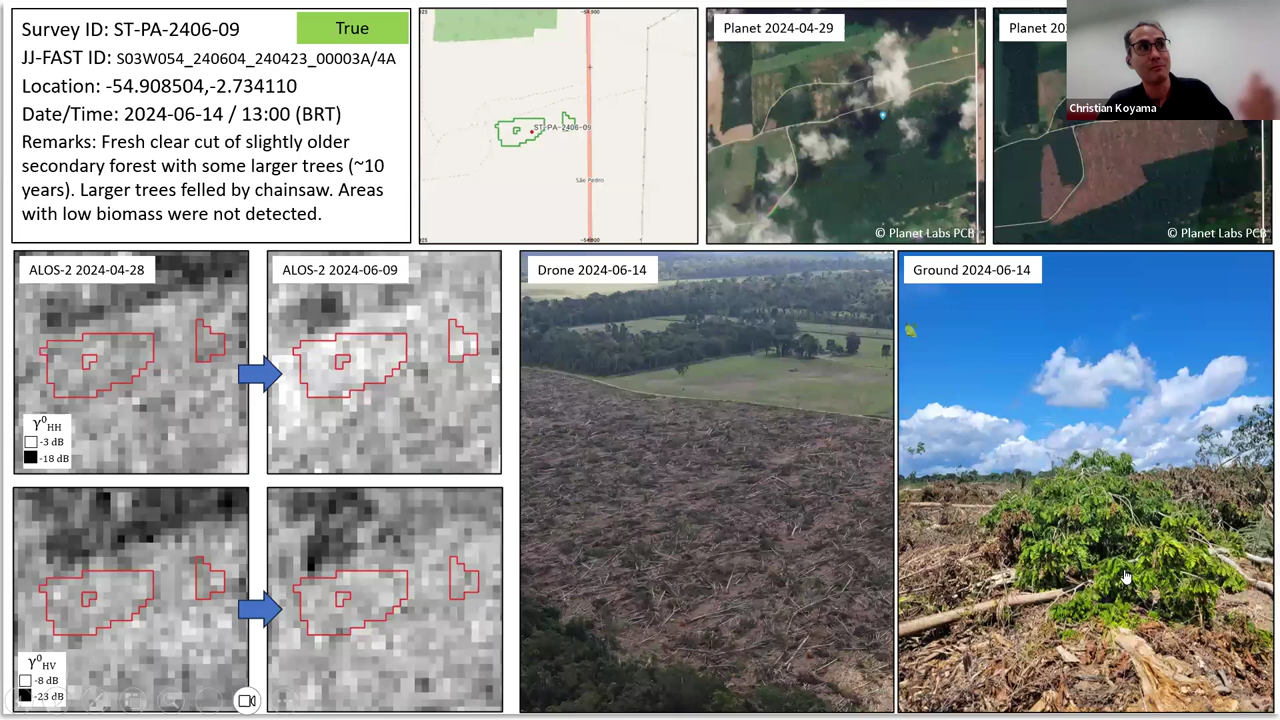 Survey ID: ST-PA-2406-09
True
JJ-FAST ID: S03W054_240604_240423_00003A/4A
Location: -54.908504,-2.734110
Date/Time: 2024-06-14 / 13:00 (BRT)
Remarks: Fresh clear cut of slightly older
secondary forest with some larger trees (~10
years). Larger trees felled by chainsaw. Areas
with low biomass were not detected.
-54.900
ST-PA-2406-09
São Pedro
-54.900
Planet 2024-04-29
© Planet Labs PCB
Planet 20
© Planet Labs PCB
Christian Koyama
ALOS-2 2024-04-28
γ⁰HH
-3 dB
-18 dB
ALOS-2 2024-06-09
γ⁰HV
-8 dB
-23 dB
Drone 2024-06-14
Ground 2024-06-14